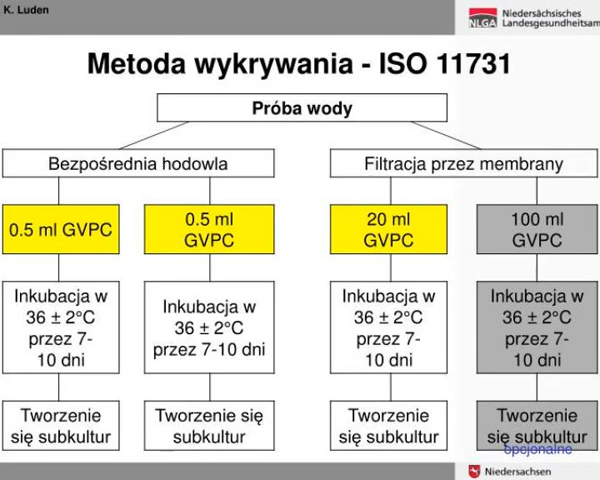 K. Luden
NLGA
Niedersächsisches
Landesgesundheitsam
Metoda wykrywania - ISO 11731
Próba wody
Bezpośrednia hodowla
Filtracja przez membrany
0.5 ml GVPC
0.5 ml
GVPC
20 ml
GVPC
100 ml
GVPC
Inkubacja w
36 ± 2°C
przez 7-
10 dni
Inkubacja w
36 ± 2°C
przez 7-10 dni
Inkubacja w
36 ± 2°C
przez 7-
10 dni
Inkubacja w
36 ± 2°C
przez 7-
10 dni
Tworzenie
się subkultur
Tworzenie się
subkultur
Tworzenie
się subkultur
Tworzenie
się subkultur
opcjonalne
Niedersachsen